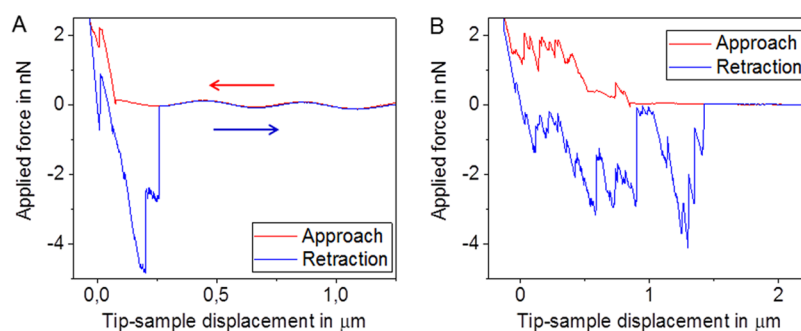 A
Applied force in nN
2
0
-2
-4
Approach
Retraction
0,0
0,5
1,0
Tip-sample displacement in μm
B
Applied force in nN
2
0
-2
-4
Approach
Retraction
0
1
2
Tip-sample displacement in μm